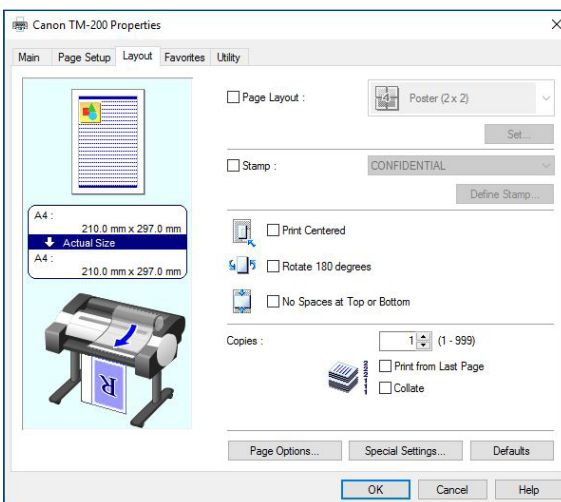 Canon TM-200 Properties
Main Page Setup Layout Favorites Utility
Page Layout :
4
Poster (2 x 2)
Set...
Stamp :
CONFIDENTIAL
Define Stamp...
A4 :
210.0 mm x 297.0 mm
Actual Size
A4 :
210.0 mm x 297.0 mm
Print Centered
Rotate 180 degrees
No Spaces at Top or Bottom
R
Copies :
1 (1 - 999)
Print from Last Page
Collate
Page Options... Special Settings... Defaults
OK Cancel Help